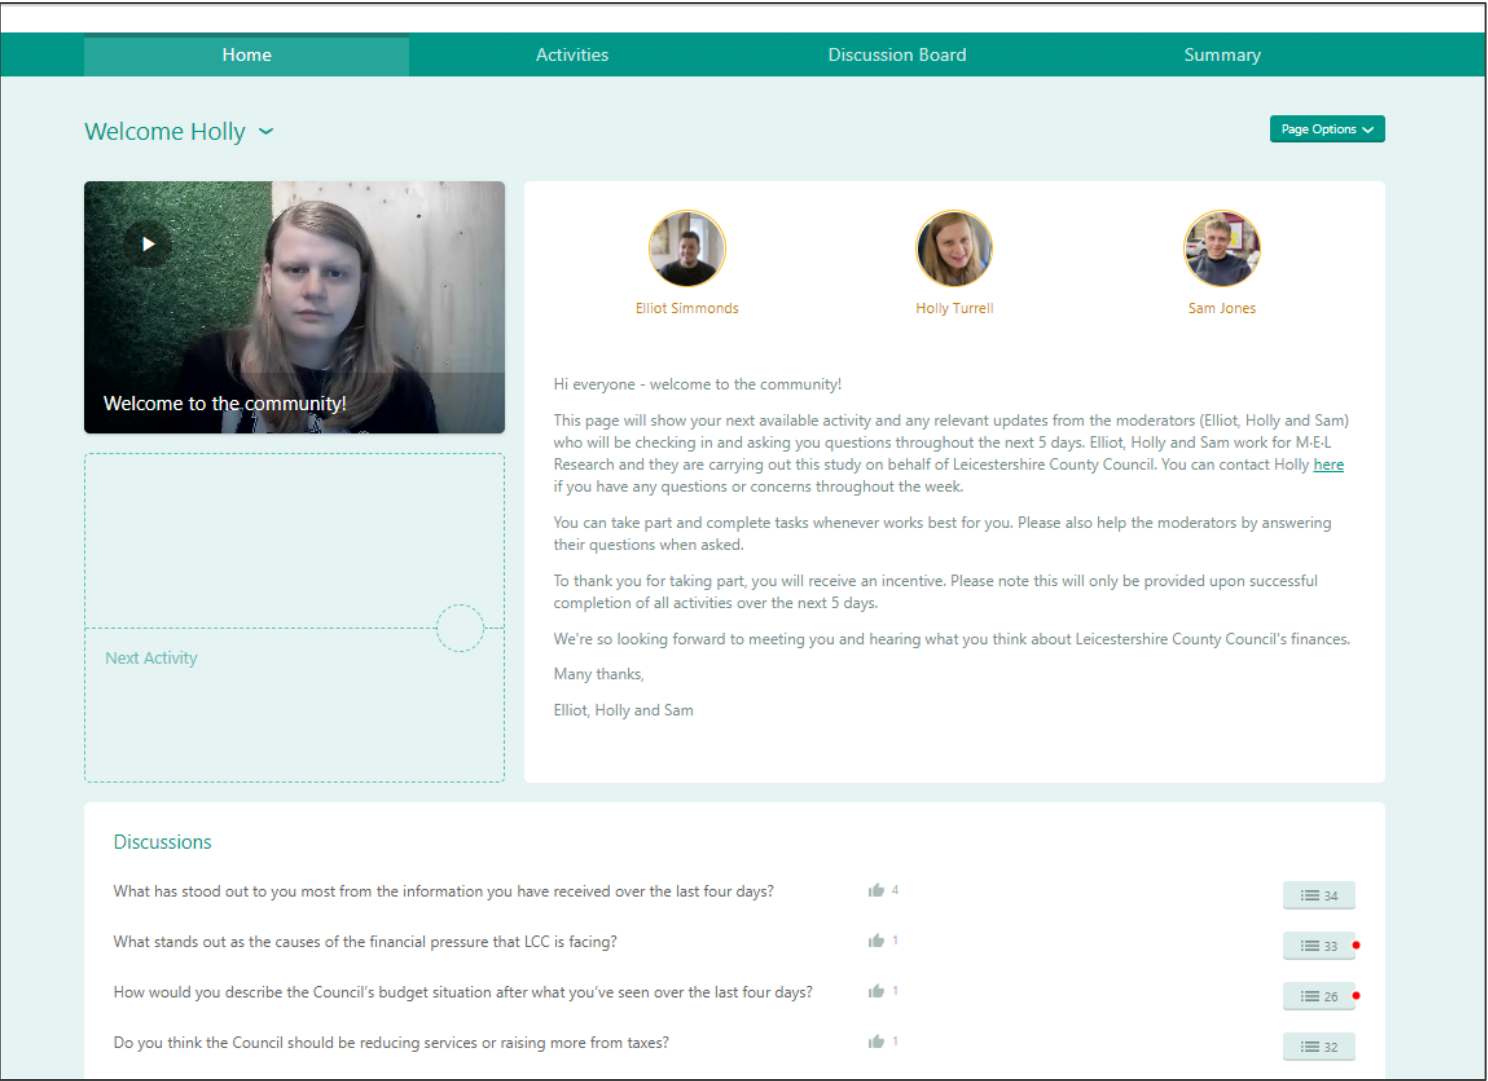 Home
Activities
Discussion Board
Summary
Welcome Holly
Page Options
Welcome to the community!
Next Activity
Elliot Simmonds
Holly Turrell
Sam Jones
Hi everyone - welcome to the community!
This page will show your next available activity and any relevant updates from the moderators (Elliot, Holly and Sam)
who will be checking in and asking you questions throughout the next 5 days. Elliot, Holly and Sam work for M·E·L
Research and they are carrying out this study on behalf of Leicestershire County Council. You can contact Holly here
if you have any questions or concerns throughout the week.
You can take part and complete tasks whenever works best for you. Please also help the moderators by answering
their questions when asked.
To thank you for taking part, you will receive an incentive. Please note this will only be provided upon successful
completion of all activities over the next 5 days.
We're so looking forward to meeting you and hearing what you think about Leicestershire County Council's finances.
Many thanks,
Elliot, Holly and Sam
Discussions
What has stood out to you most from the information you have received over the last four days? 4 34
What stands out as the causes of the financial pressure that LCC is facing? 1 33
How would you describe the Council's budget situation after what you've seen over the last four days? 1 26
Do you think the Council should be reducing services or raising more from taxes? 1 32